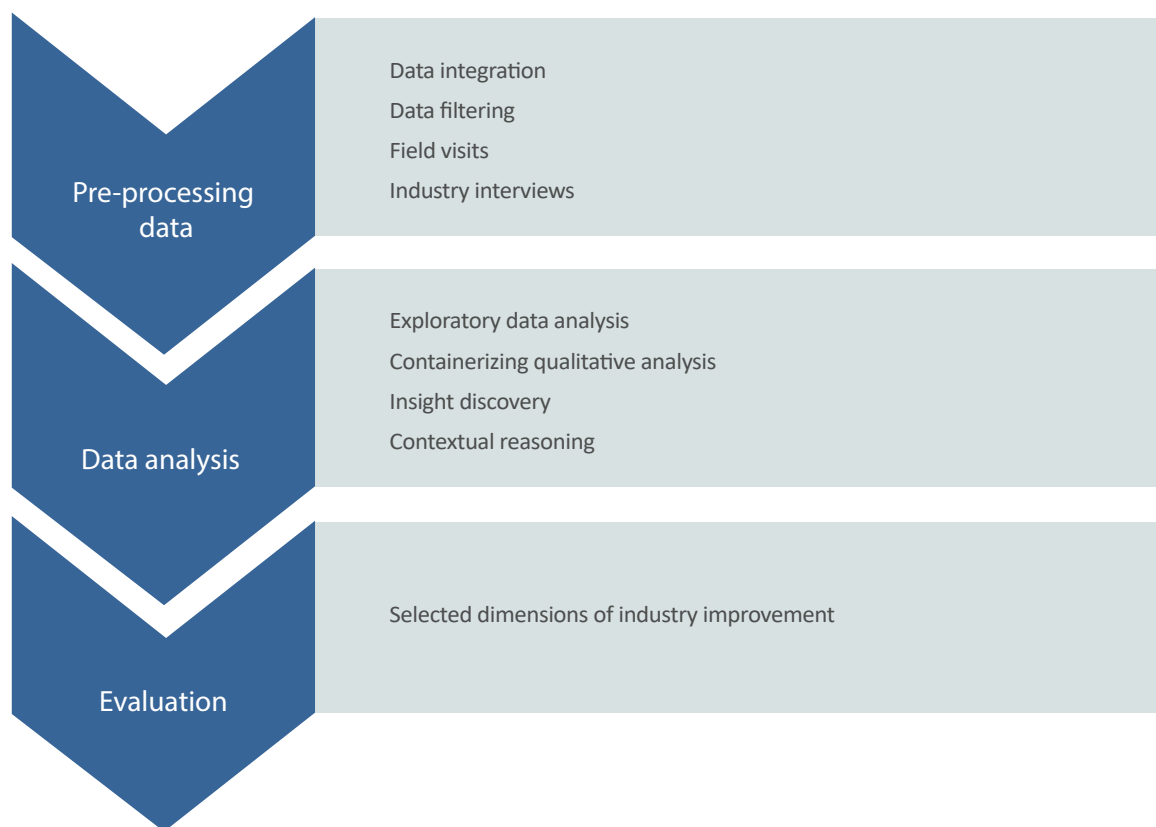 Pre-processing
data
Data integration
Data filtering
Field visits
Industry interviews
Data analysis
Exploratory data analysis
Containerizing qualitative analysis
Insight discovery
Contextual reasoning
Evaluation
Selected dimensions of industry improvement